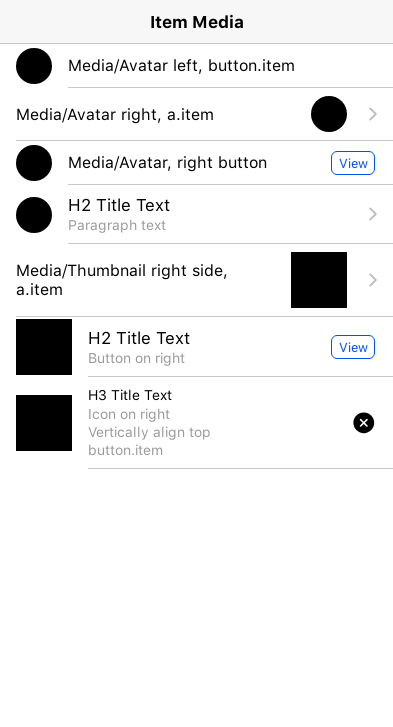 Item Media
Media/Avatar left, button.item
Media/Avatar right, a.item
Media/Avatar, right button
View
H2 Title Text
Paragraph text
Media/Thumbnail right side,
a.item
H2 Title Text
Button on right
View
H3 Title Text
Icon on right
Vertically align top
button.item